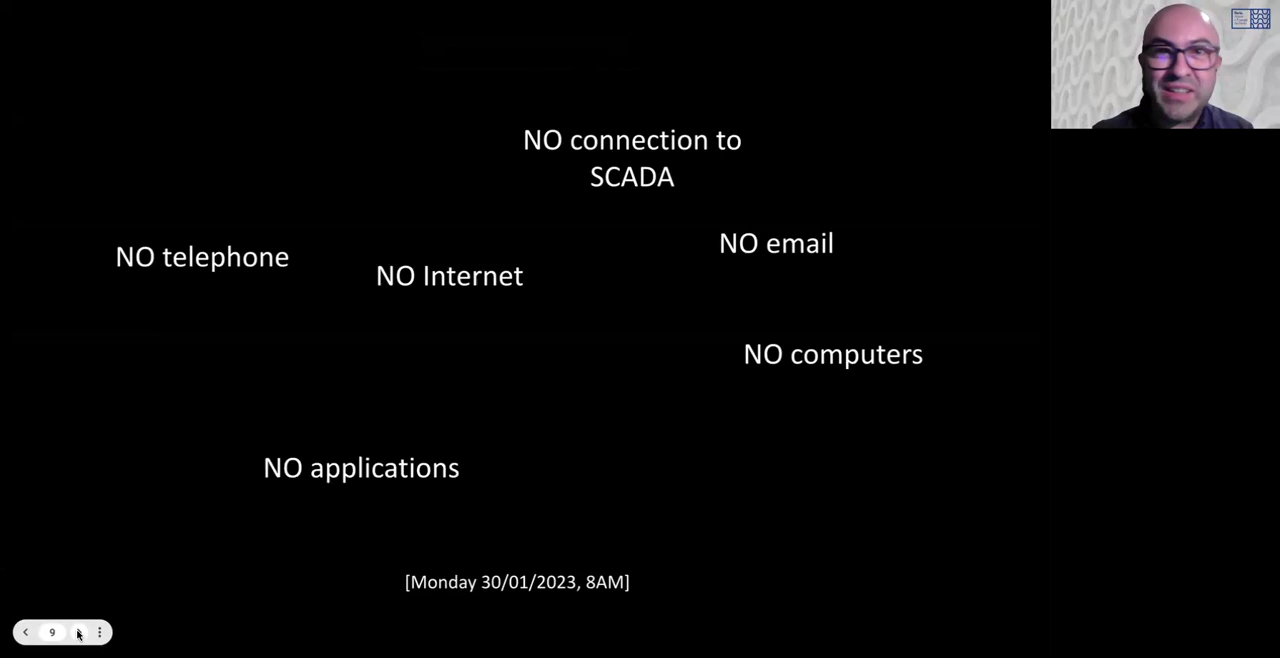 NO connection to
SCADA
NO telephone
NO Internet
NO email
NO computers
NO applications
[Monday 30/01/2023, 8AM]
9